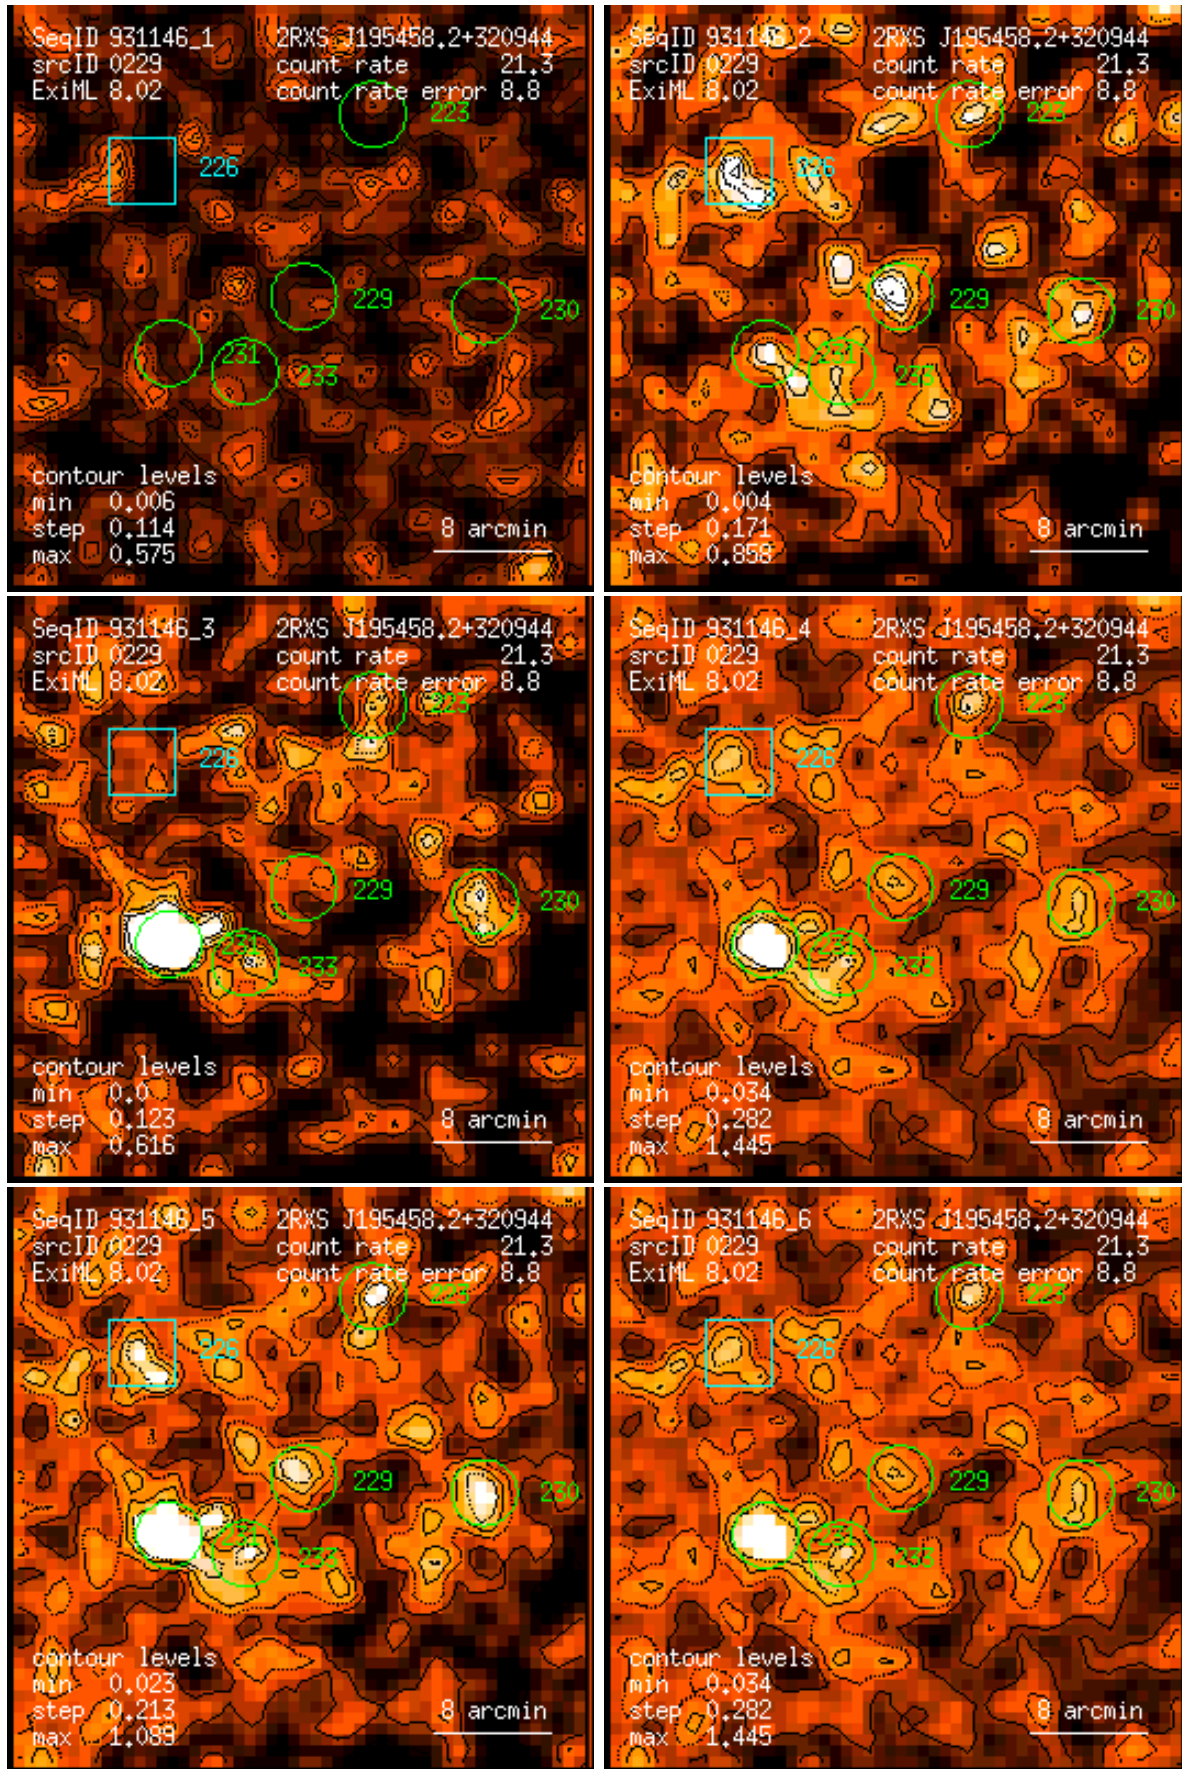 SeqID 931146_1 2RXS J195458.2+320944
srcID 0229 count rate 21.3
ExiML 8.02 count rate error 8.8
223
226
229
230
231
233
contour levels
min 0.006
step 0.114
max 0.575
8 arcmin
SeqID 931146_2 2RXS J195458.2+320944
srcID 0229 count rate 21.3
ExiML 8.02 count rate error 8.8
223
226
229
230
231
233
contour levels
min 0.004
step 0.171
max 0.858
8 arcmin
SeqID 931146_3 2RXS J195458.2+320944
srcID 0229 count rate 21.3
ExiML 8.02 count rate error 8.8
223
226
229
230
231
233
contour levels
min 0.0
step 0.123
max 0.616
8 arcmin
SeqID 931146_4 2RXS J195458.2+320944
srcID 0229 count rate 21.3
ExiML 8.02 count rate error 8.8
223
226
229
230
231
233
contour levels
min 0.034
step 0.282
max 1.445
8 arcmin
SeqID 931146_5 2RXS J195458.2+320944
srcID 0229 count rate 21.3
ExiML 8.02 count rate error 8.8
223
226
229
230
231
233
contour levels
min 0.023
step 0.213
max 1.089
8 arcmin
SeqID 931146_6 2RXS J195458.2+320944
srcID 0229 count rate 21.3
ExiML 8.02 count rate error 8.8
223
226
229
230
231
233
contour levels
min 0.034
step 0.282
max 1.445
8 arcmin